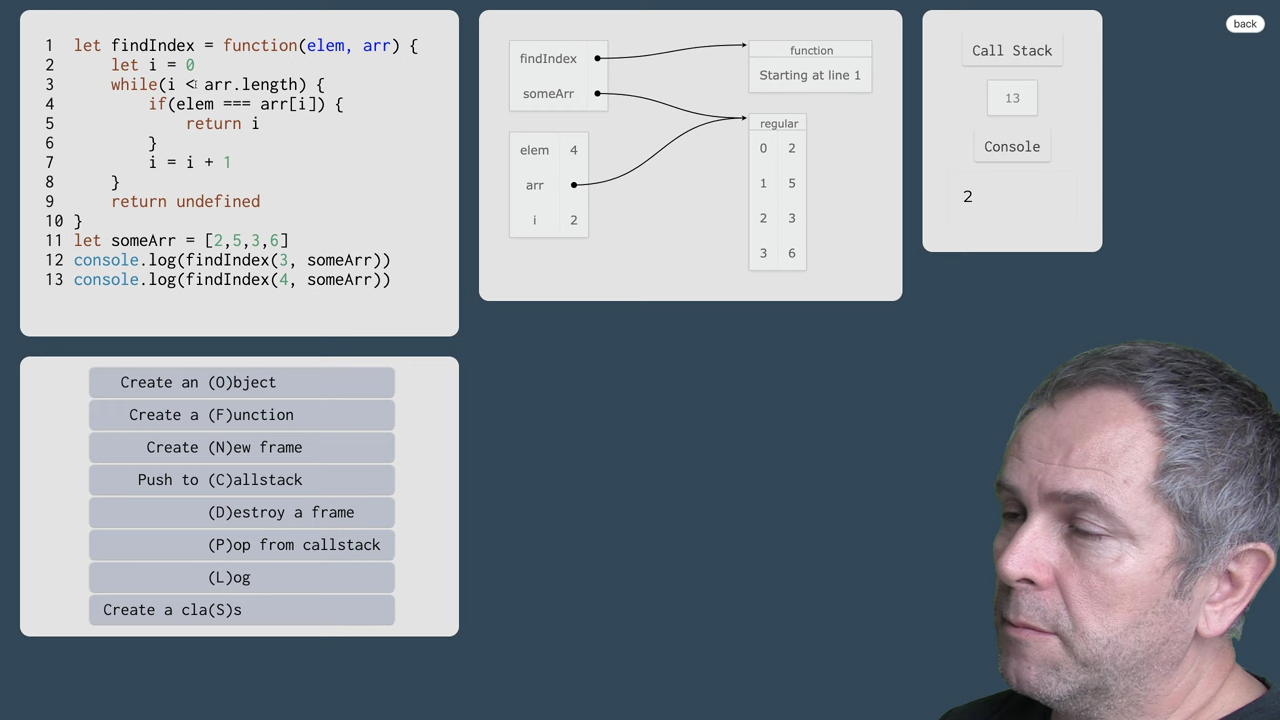 1 let findIndex = function(elem, arr) {
2 let i = 0
3 while(i < arr.length) {
4 if(elem === arr[i]) {
5 return i
6 }
7 i = i + 1
8 }
9 return undefined
10 }
11 let someArr = [2,5,3,6]
12 console.log(findIndex(3, someArr))
13 console.log(findIndex(4, someArr))
Create an (O)bject
Create a (F)unction
Create (N)ew frame
Push to (C)allstack
(D)estroy a frame
(P)op from callstack
(L)og
Create a cla(S)s
findIndex
someArr
elem 4
arr
i 2
function
Starting at line 1
regular
0 2
1 5
2 3
3 6
Call Stack
13
Console
2
back